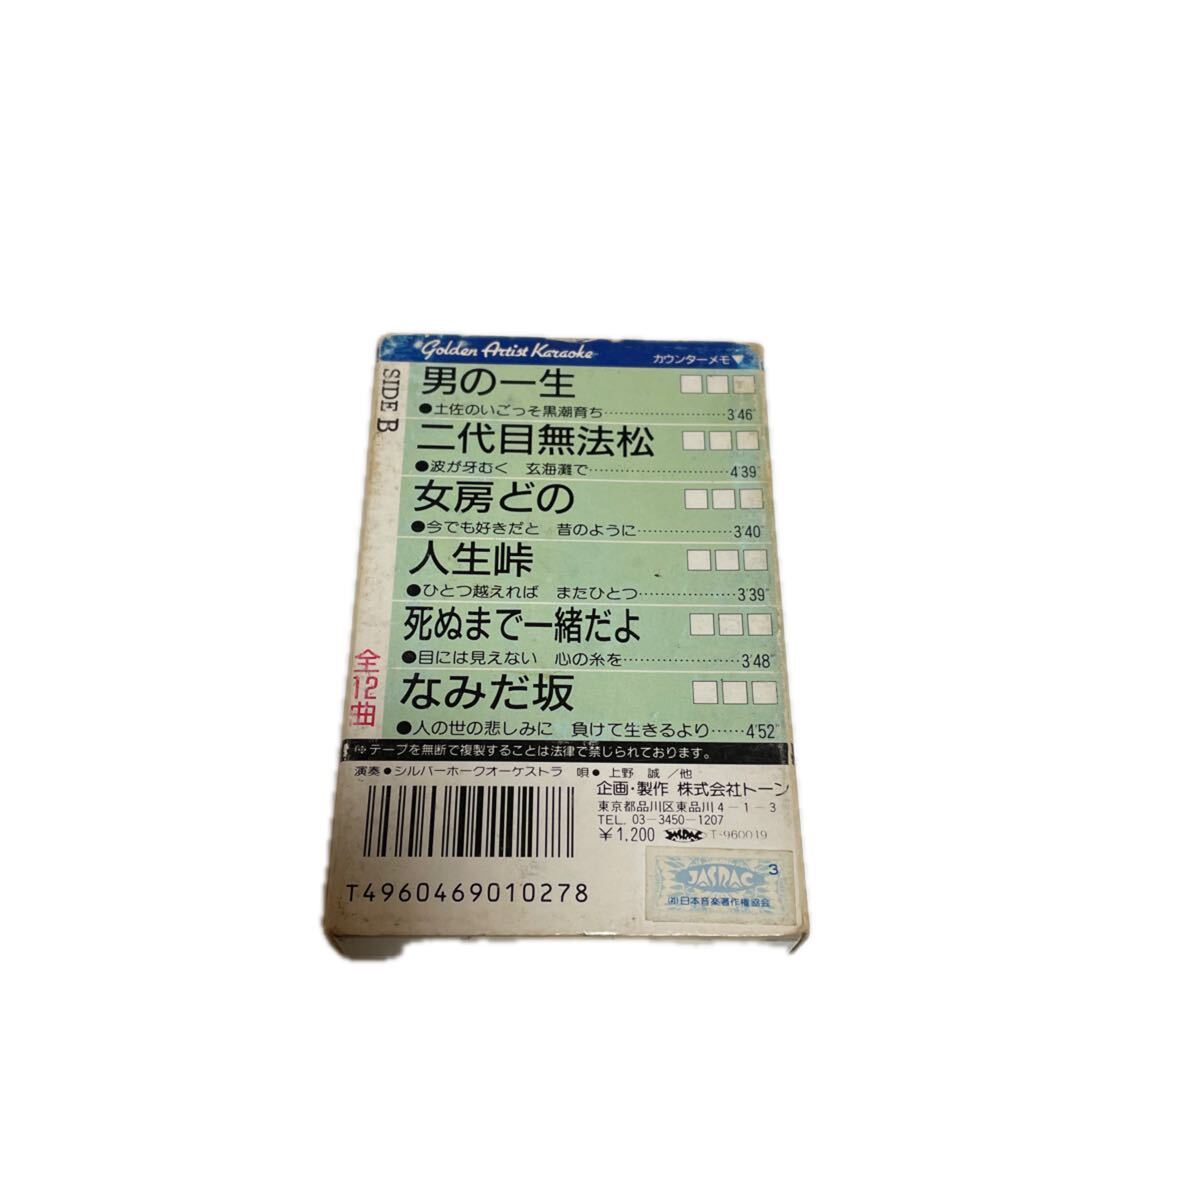 Golden Artist Karaoke カウンターメモ▼
SIDE B
男の一生
●土佐のいごっそ黒潮育ち……………………3'46"
二代目無法松
●波が牙むく 玄海灘で……………………4'39"
女房どの
●今でも好きだと 昔のように………………3'40"
人生峠
●ひとつ越えれば またひとつ………………3'39"
死ぬまで一緒だよ
●目には見えない 心の糸を…………………3'48"
なみだ坂
●人の世の悲しみに 負けて生きるより……4'52"
全12曲
※テープを無断で複製することは法律で禁じられております。
演奏●シルバーホークオーケストラ 唄●上野 誠/他
企画・製作 株式会社トーン
東京都品川区東品川4-1-3
TEL. 03-3450-1207
¥1,200 JASRAC T-960019
T4960469010278
3
JASRAC
(社)日本音楽著作権協会